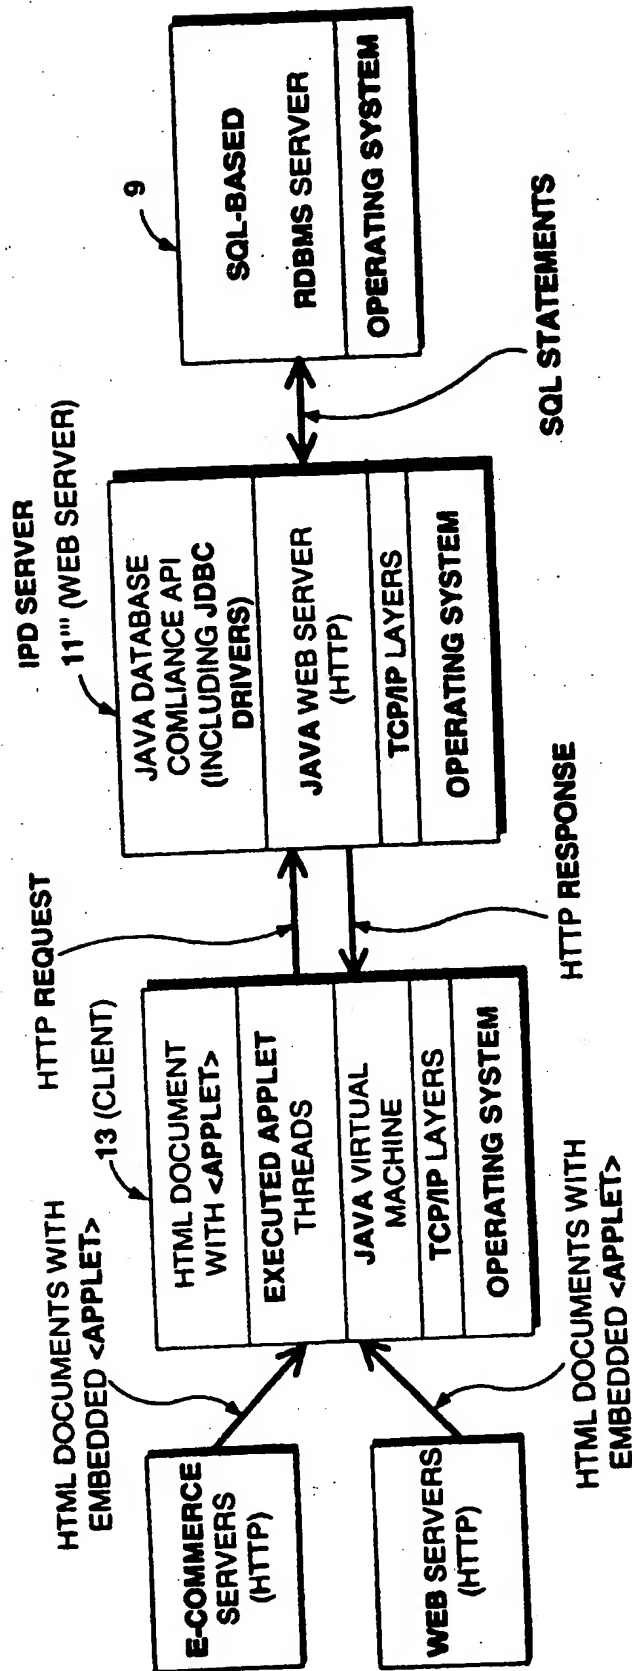 HTML DOCUMENTS WITH
EMBEDDED <APPLET>
E-COMMERCE
SERVERS
(HTTP)
WEB SERVERS
(HTTP)
HTML DOCUMENTS WITH
EMBEDDED <APPLET>
13 (CLIENT)
HTML DOCUMENT
WITH <APPLET>
EXECUTED APPLET
THREADS
JAVA VIRTUAL
MACHINE
TCP/IP LAYERS
OPERATING SYSTEM
HTTP REQUEST
HTTP RESPONSE
IPD SERVER
11''' (WEB SERVER)
JAVA DATABASE
COMLIANCE API
(INCLUDING JDBC
DRIVERS)
JAVA WEB SERVER
(HTTP)
TCP/IP LAYERS
OPERATING SYSTEM
SQL STATEMENTS
9
SQL-BASED
RDBMS SERVER
OPERATING SYSTEM